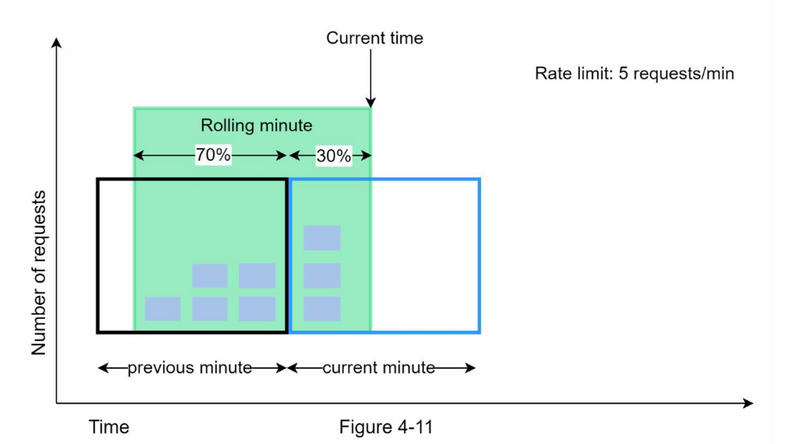 Current time
Rate limit: 5 requests/min
Rolling minute
70%
30%
Number of requests
previous minute
current minute
Time
Figure 4-11